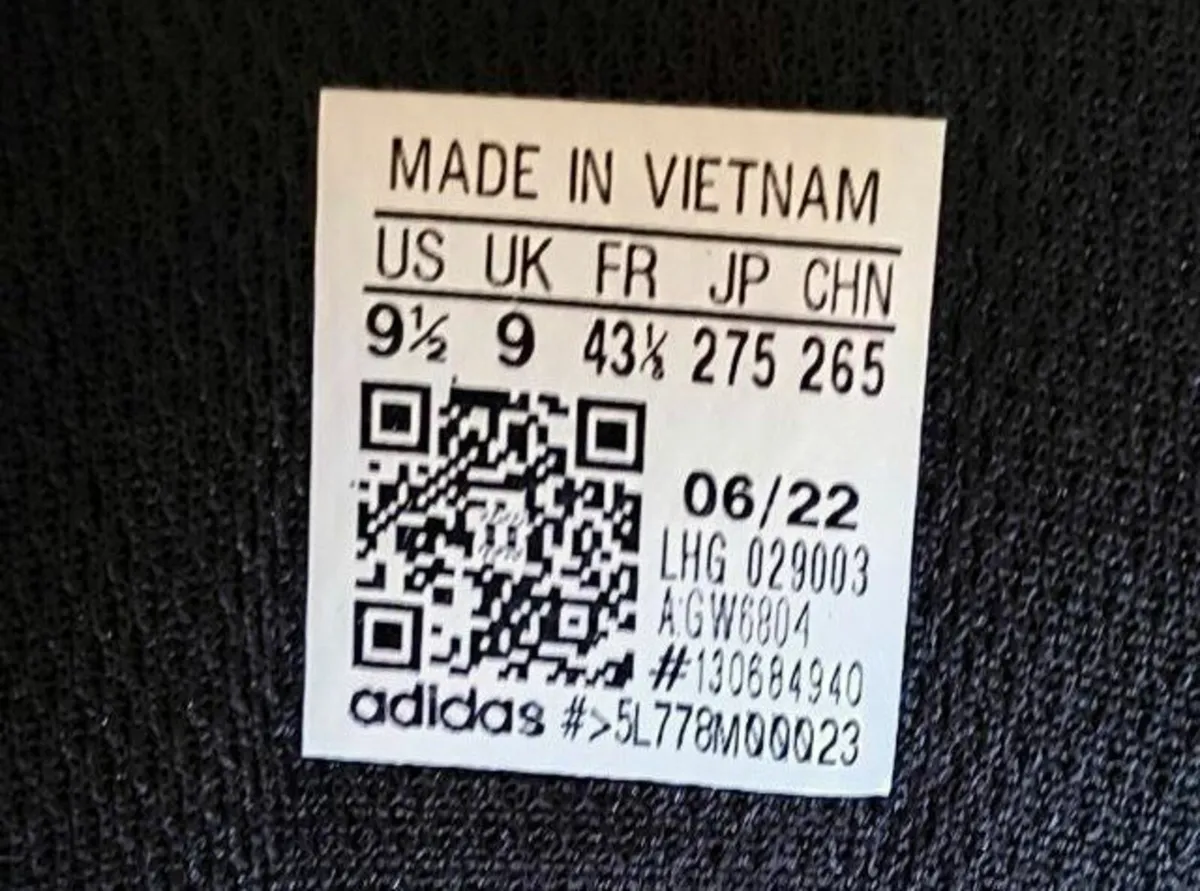 MADE IN VIETNAM
US UK FR JP CHN
9½ 9 43⅓ 275 265
06/22
LHG 029003
A:GW6804
#130684940
adidas #>5L778M00023